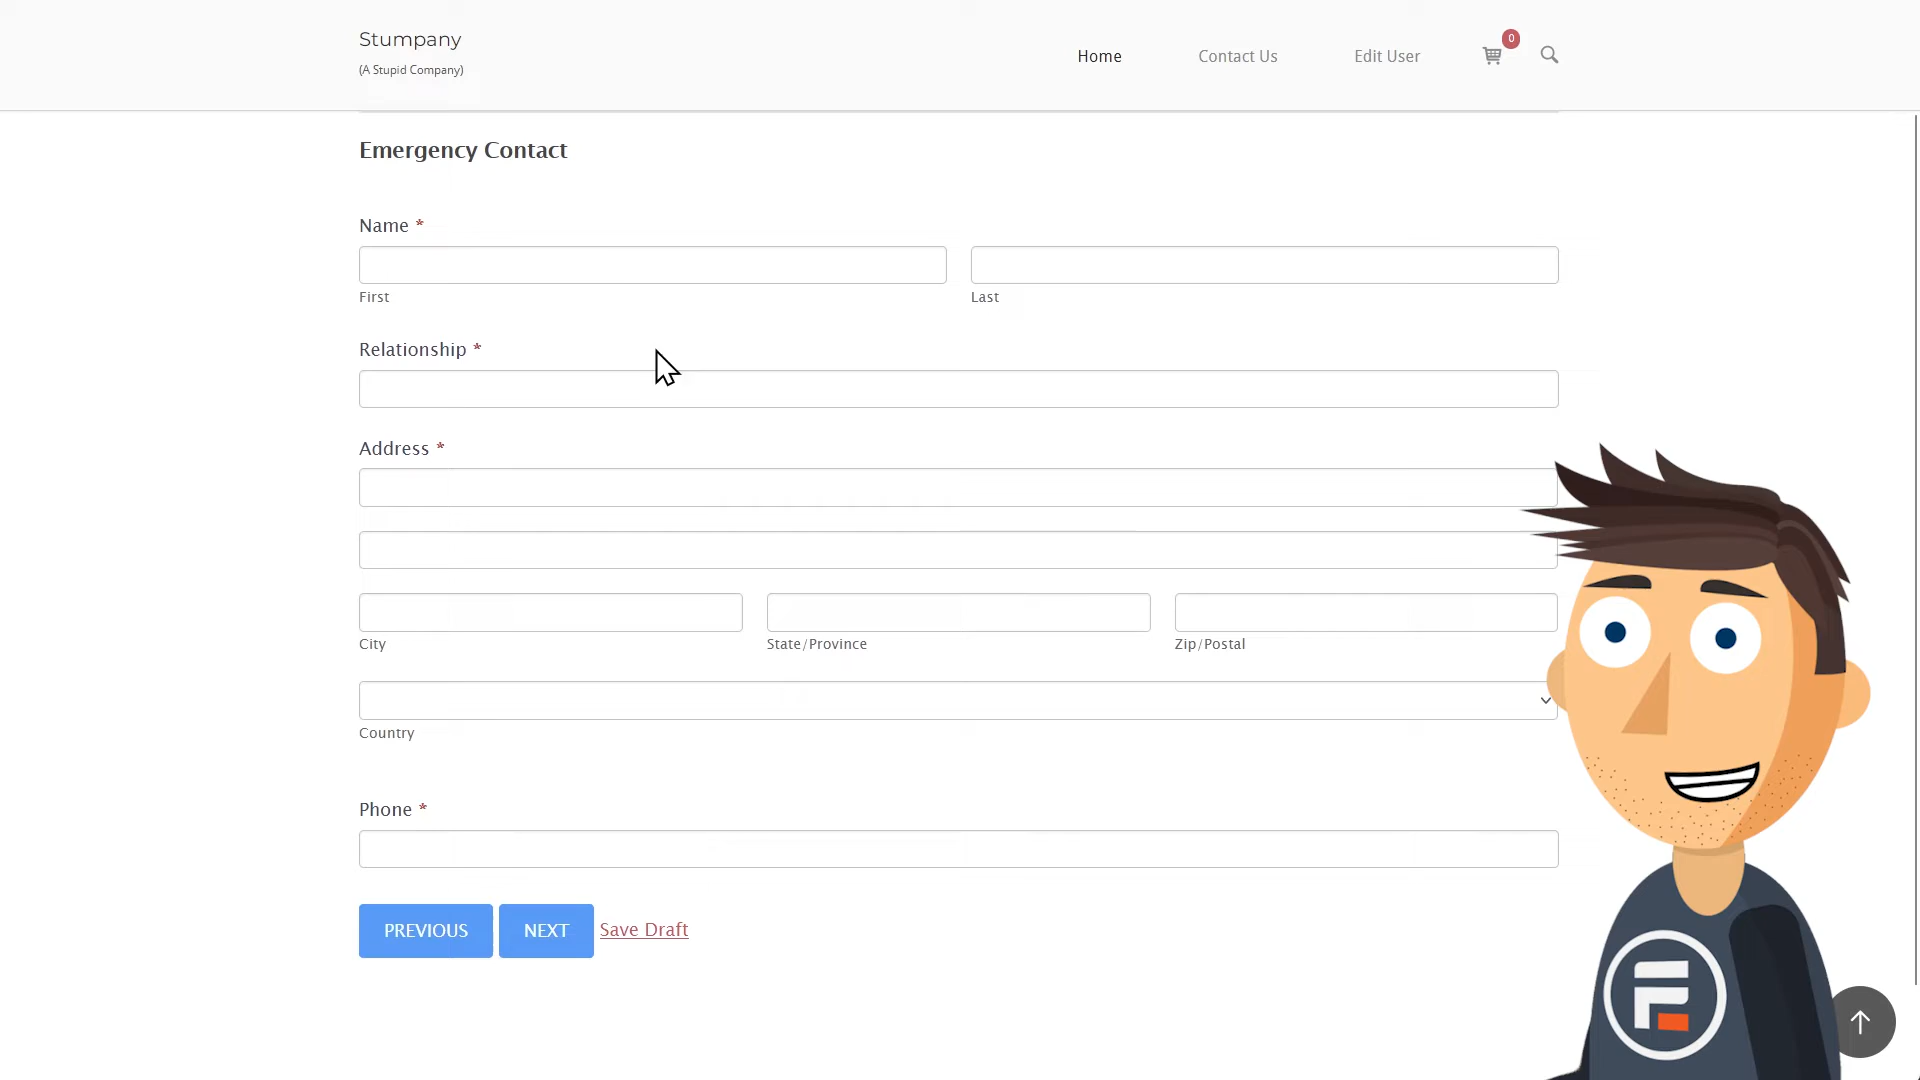 Stumpany
(A Stupid Company)
Home
Contact Us
Edit User
0
Emergency Contact
Name *
First
Last
Relationship *
Address *
City
State/Province
Zip/Postal
Country
Phone *
PREVIOUS
NEXT
Save Draft